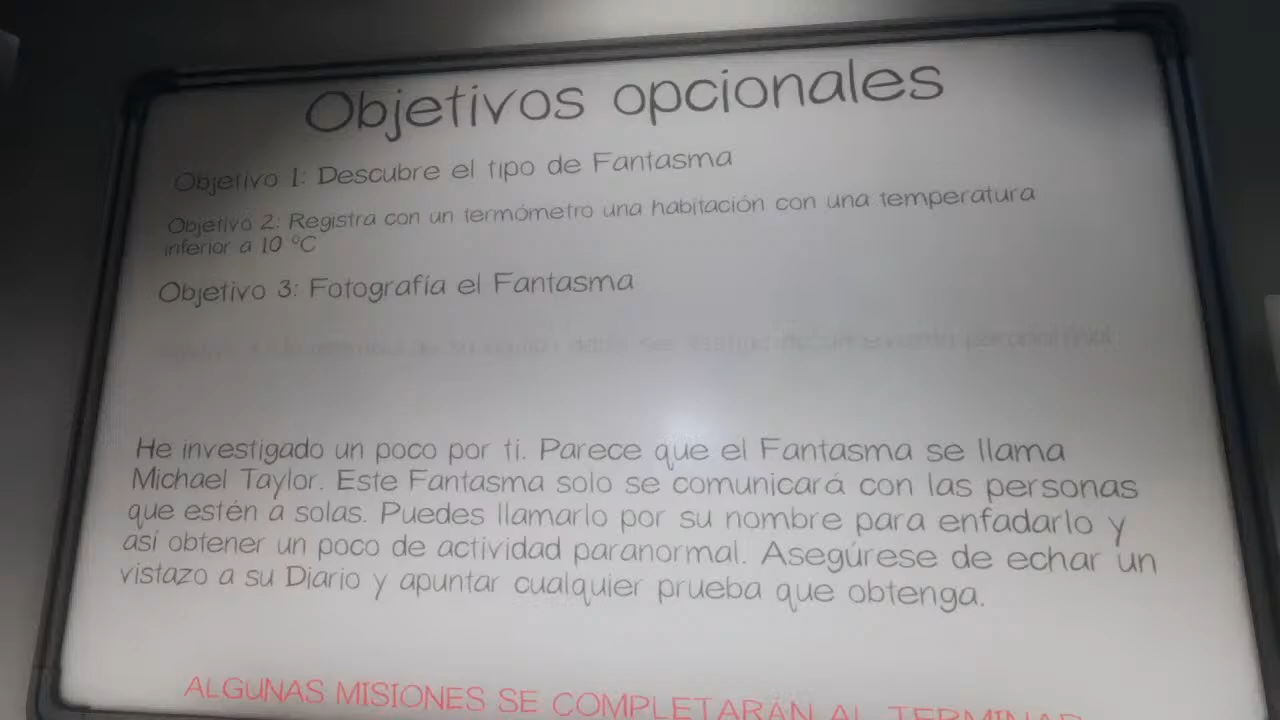 Objetivos opcionales
Objetivo 1: Descubre el tipo de Fantasma
Objetivo 2: Registra con un termómetro una habitación con una temperatura
inferior a 10 ºC
Objetivo 3: Fotografía el Fantasma
He investigado un poco por ti. Parece que el Fantasma se llama
Michael Taylor. Este Fantasma solo se comunicará con las personas
que estén a solas. Puedes llamarlo por su nombre para enfadarlo y
así obtener un poco de actividad paranormal. Asegúrese de echar un
vistazo a su Diario y apuntar cualquier prueba que obtenga.
ALGUNAS MISIONES SE COMPLETARÁN AL TERMINAR